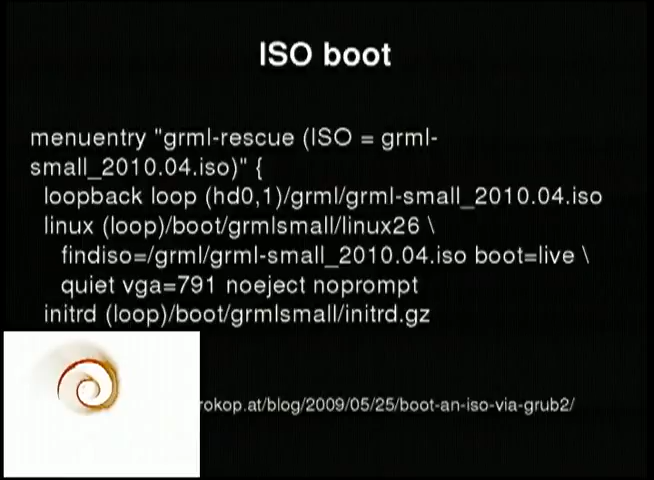 ISO boot
menuentry "grml-rescue (ISO = grml-
small_2010.04.iso)" {
loopback loop (hd0,1)/grml/grml-small_2010.04.iso
linux (loop)/boot/grmlsmall/linux26 \
findiso=/grml/grml-small_2010.04.iso boot=live \
quiet vga=791 noeject noprompt
initrd (loop)/boot/grmlsmall/initrd.gz
rokop.at/blog/2009/05/25/boot-an-iso-via-grub2/